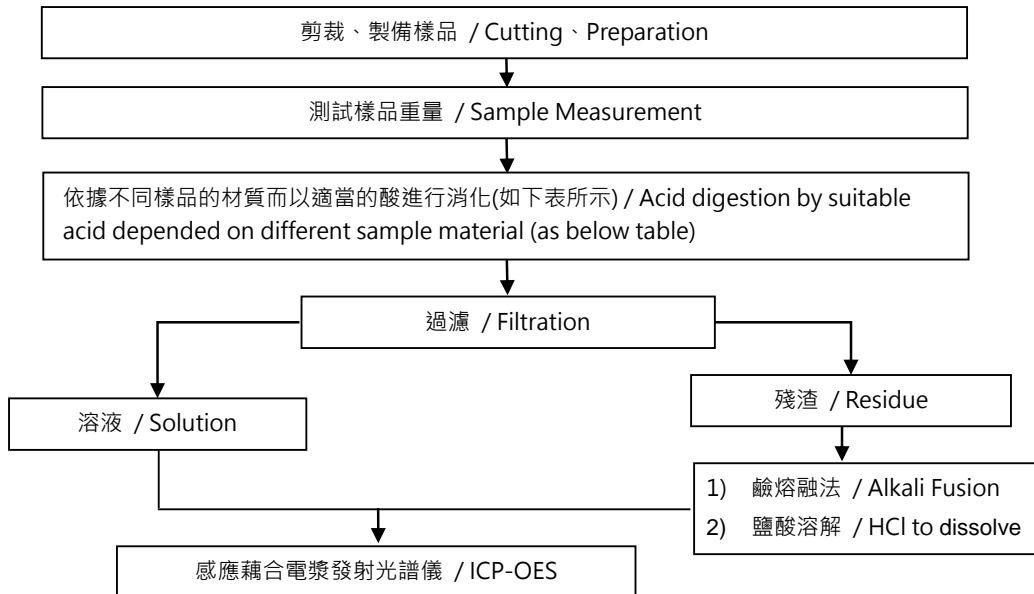 剪裁、製備樣品 / Cutting、Preparation
測試樣品重量 / Sample Measurement
依據不同樣品的材質而以適當的酸進行消化(如下表所示) / Acid digestion by suitable
acid depended on different sample material (as below table)
過濾 / Filtration
溶液 / Solution
殘渣 / Residue
1) 鹼熔融法 / Alkali Fusion
2) 鹽酸溶解 / HCl to dissolve
感應藕合電漿發射光譜儀 / ICP-OES